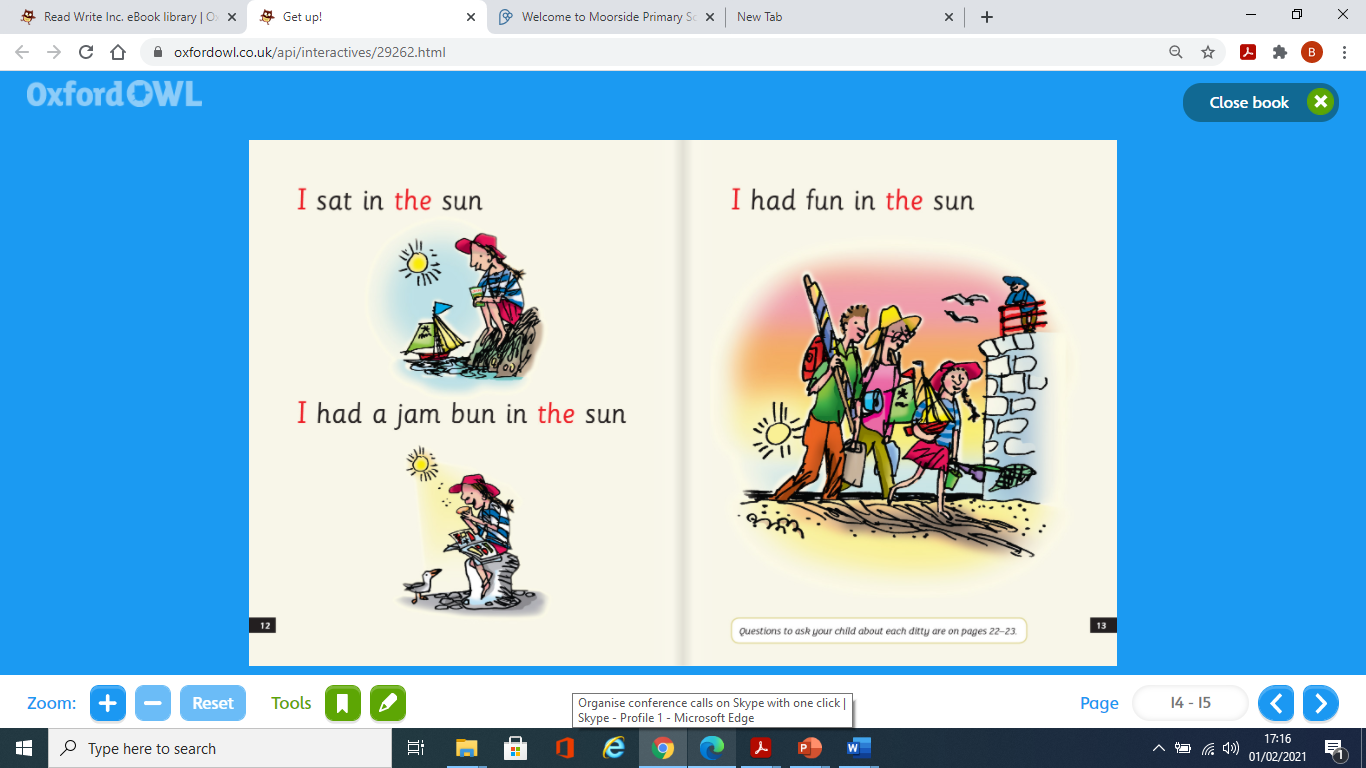 Read Write Inc. eBook library | O
Get up!
Welcome to Moorside Primary Sc
New Tab
oxfordowl.co.uk/api/interactives/29262.html
B
Oxford OWL
Close book
I sat in the sun
I had a jam bun in the sun
12
I had fun in the sun
Questions to ask your child about each ditty are on pages 22–23.
13
Zoom:
Reset
Tools
Organise conference calls on Skype with one click |
Skype - Profile 1 - Microsoft Edge
Page
14 - 15
Type here to search
17:16
01/02/2021
1